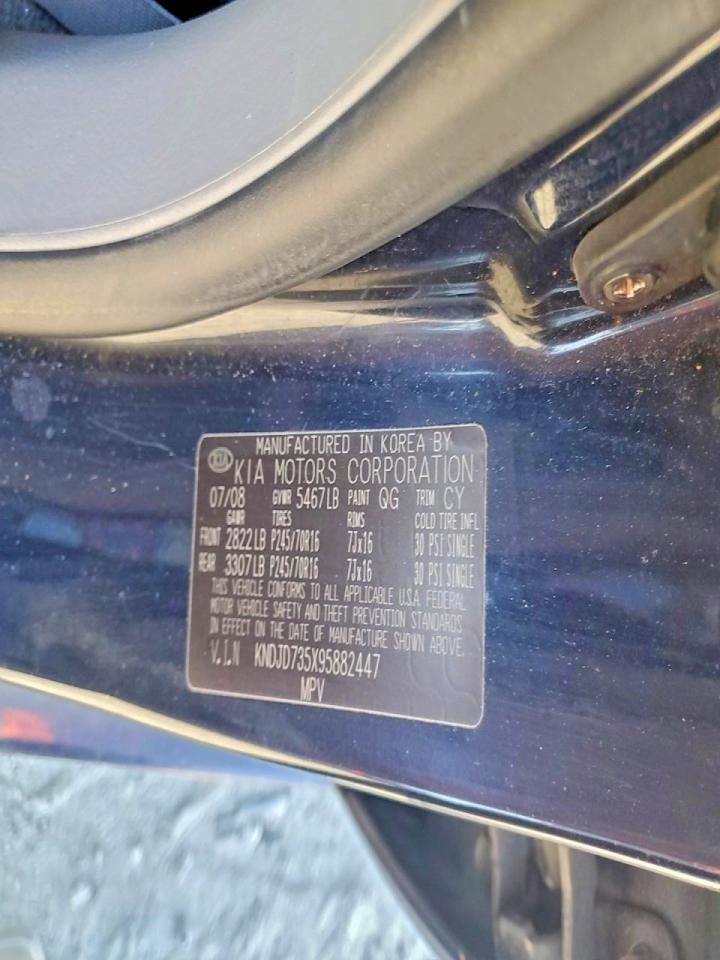 MANUFACTURED IN KOREA BY
KIA KIA MOTORS CORPORATION
07/08 GVWR 5467LB PAINT QG TRIM CY
GAWR TIRES RIMS COLD TIRE INFL
FRONT 2822LB P245/70R16 7Jx16 30 PSI SINGLE
REAR 3307LB P245/70R16 7Jx16 30 PSI SINGLE
THIS VEHICLE CONFORMS TO ALL APPLICABLE U.S.A. FEDERAL
MOTOR VEHICLE SAFETY AND THEFT PREVENTION STANDARDS
IN EFFECT ON THE DATE OF MANUFACTURE SHOWN ABOVE.
V.I.N KNDJD735X95882447
MPV